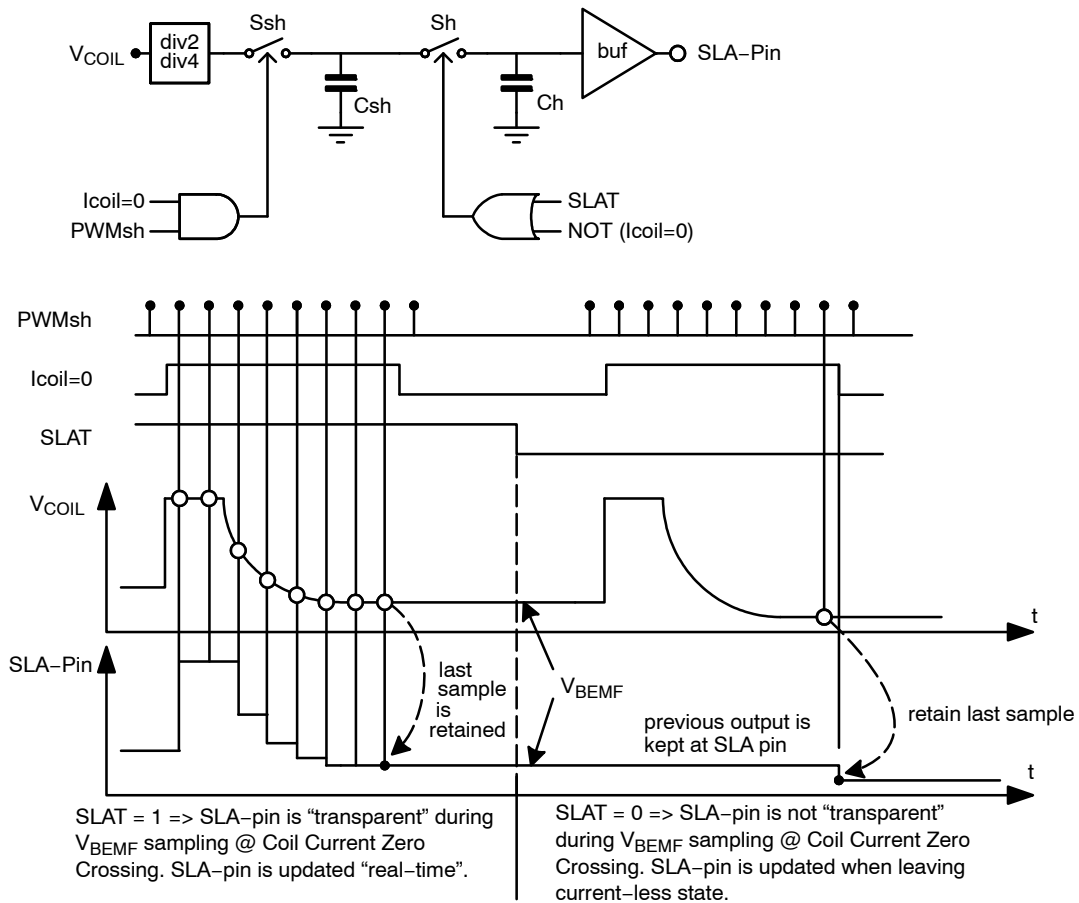 Ssh
Sh
VCOIL
div2
div4
buf
SLA−Pin
Csh
Ch
Icoil=0
PWMsh
SLAT
NOT (Icoil=0)
PWMsh
Icoil=0
SLAT
VCOIL
t
SLA−Pin
last
sample
is
retained
VBEMF
previous output is
kept at SLA pin
retain last sample
t
SLAT = 1 => SLA−pin is “transparent” during
VBEMF sampling @ Coil Current Zero
Crossing. SLA−pin is updated “real-time”.
SLAT = 0 => SLA−pin is not “transparent”
during VBEMF sampling @ Coil Current Zero
Crossing. SLA−pin is updated when leaving
current−less state.